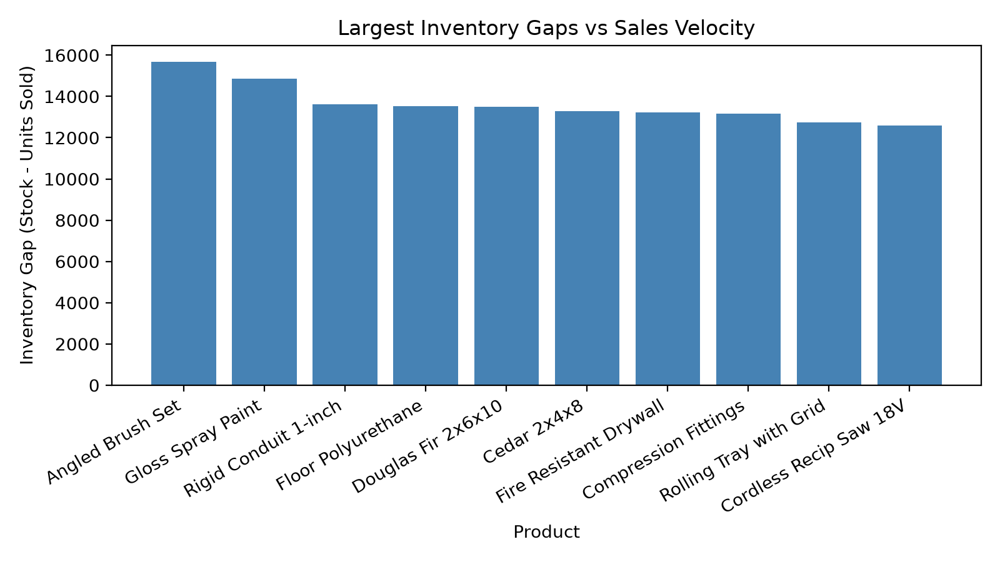 Largest Inventory Gaps vs Sales Velocity
Inventory Gap (Stock - Units Sold)
16000
14000
12000
10000
8000
6000
4000
2000
0
Angled Brush Set
Gloss Spray Paint
Rigid Conduit 1-inch
Floor Polyurethane
Douglas Fir 2x6x10
Cedar 2x4x8
Fire Resistant Drywall
Compression Fittings
Rolling Tray with Grid
Cordless Recip Saw 18V
Product